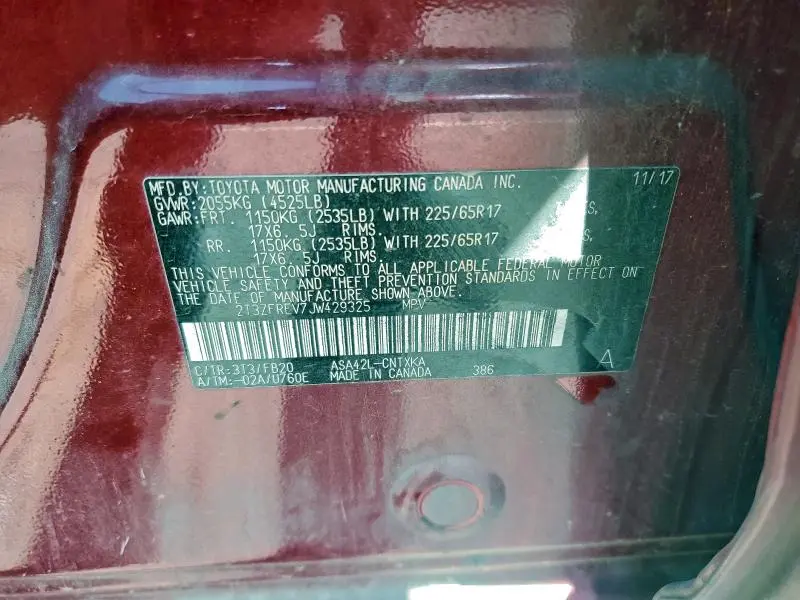 MFD.BY:TOYOTA MOTOR MANUFACTURING CANADA INC. 11/17
GVWR:2055KG (4525LB)
GAWR:FRT. 1150KG (2535LB) WITH 225/65R17
17X6.5J RIMS.
RR. 1150KG (2535LB) WITH 225/65R17
17X6.5J RIMS.
THIS VEHICLE CONFORMS TO ALL APPLICABLE FEDERAL MOTOR
VEHICLE SAFETY AND THEFT PREVENTION STANDARDS IN EFFECT ON
THE DATE OF MANUFACTURE SHOWN ABOVE.
2T3ZFREV7JW429325 MPV
C/TR:3T3/FB20 ASA42L-CNTXKA A
A/TM:-02A/U760E MADE IN CANADA 386